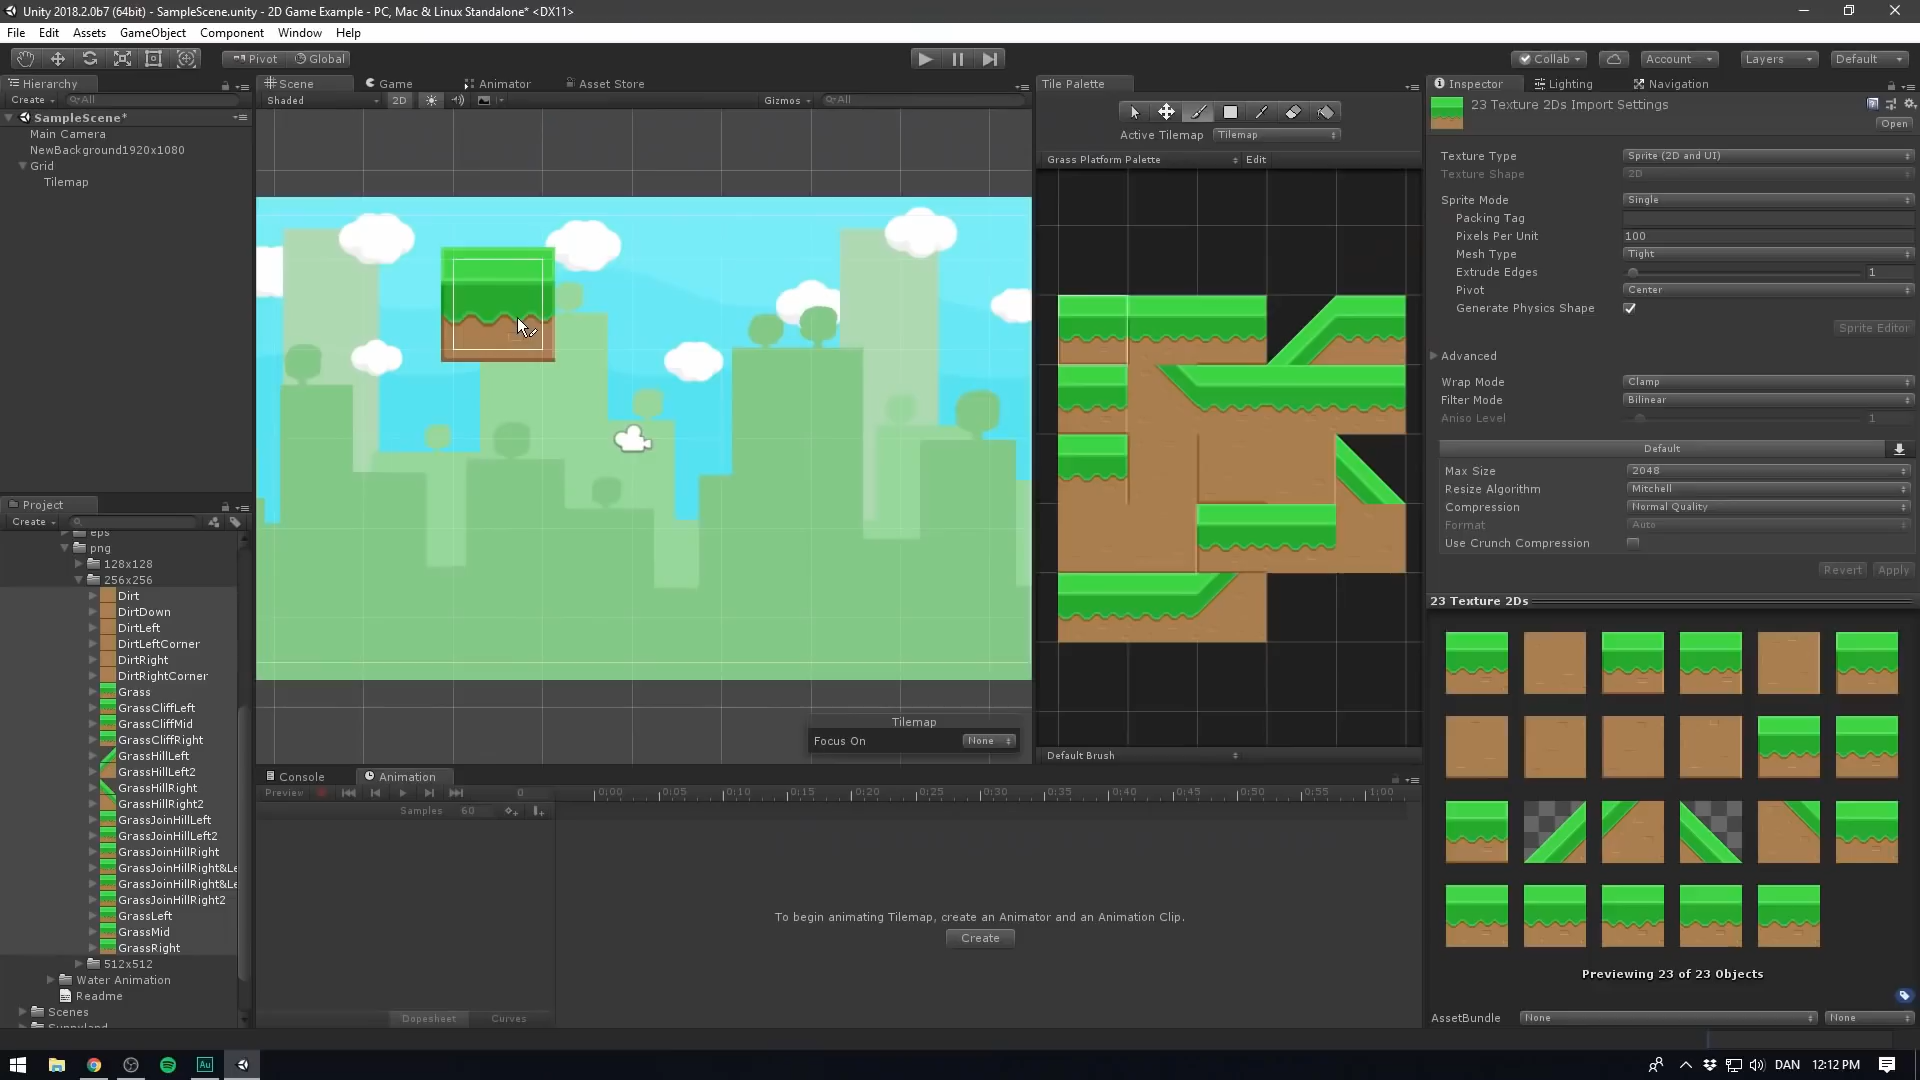 Unity 2018.2.0b7 (64bit) - SampleScene.unity - 2D Game Example - PC, Mac & Linux Standalone* <DX11>
File Edit Assets GameObject Component Window Help
Pivot Global
Collab Account Layers Default
Hierarchy
Create All
SampleScene*
Main Camera
NewBackground1920x1080
Grid
Tilemap
Scene Game Animator Asset Store
Shaded 2D Gizmos All
Tilemap
Focus On None
Tile Palette
Active Tilemap Tilemap
Grass Platform Palette Edit
Default Brush
Inspector Lighting Navigation
23 Texture 2Ds Import Settings
Open
Texture Type Sprite (2D and UI)
Texture Shape 2D
Sprite Mode Single
Packing Tag
Pixels Per Unit 100
Mesh Type Tight
Extrude Edges 1
Pivot Center
Generate Physics Shape
Sprite Editor
Advanced
Wrap Mode Clamp
Filter Mode Bilinear
Aniso Level 1
Default
Max Size 2048
Resize Algorithm Mitchell
Compression Normal Quality
Format Auto
Use Crunch Compression
Revert Apply
23 Texture 2Ds
Previewing 23 of 23 Objects
AssetBundle None None
Project
Create
eps
png
128x128
256x256
Dirt
DirtDown
DirtLeft
DirtLeftCorner
DirtRight
DirtRightCorner
Grass
GrassCliffLeft
GrassCliffMid
GrassCliffRight
GrassHillLeft
GrassHillLeft2
GrassHillRight
GrassHillRight2
GrassJoinHillLeft
GrassJoinHillLeft2
GrassJoinHillRight
GrassJoinHillRight&Le
GrassJoinHillRight&Le
GrassJoinHillRight2
GrassLeft
GrassMid
GrassRight
512x512
Water Animation
Readme
Scenes
Console Animation
Preview 0 0:00 0:05 0:10 0:15 0:20 0:25 0:30 0:35 0:40 0:45 0:50 0:55 1:00
Samples 60
To begin animating Tilemap, create an Animator and an Animation Clip.
Create
Dopesheet Curves
Au
DAN 12:12 PM